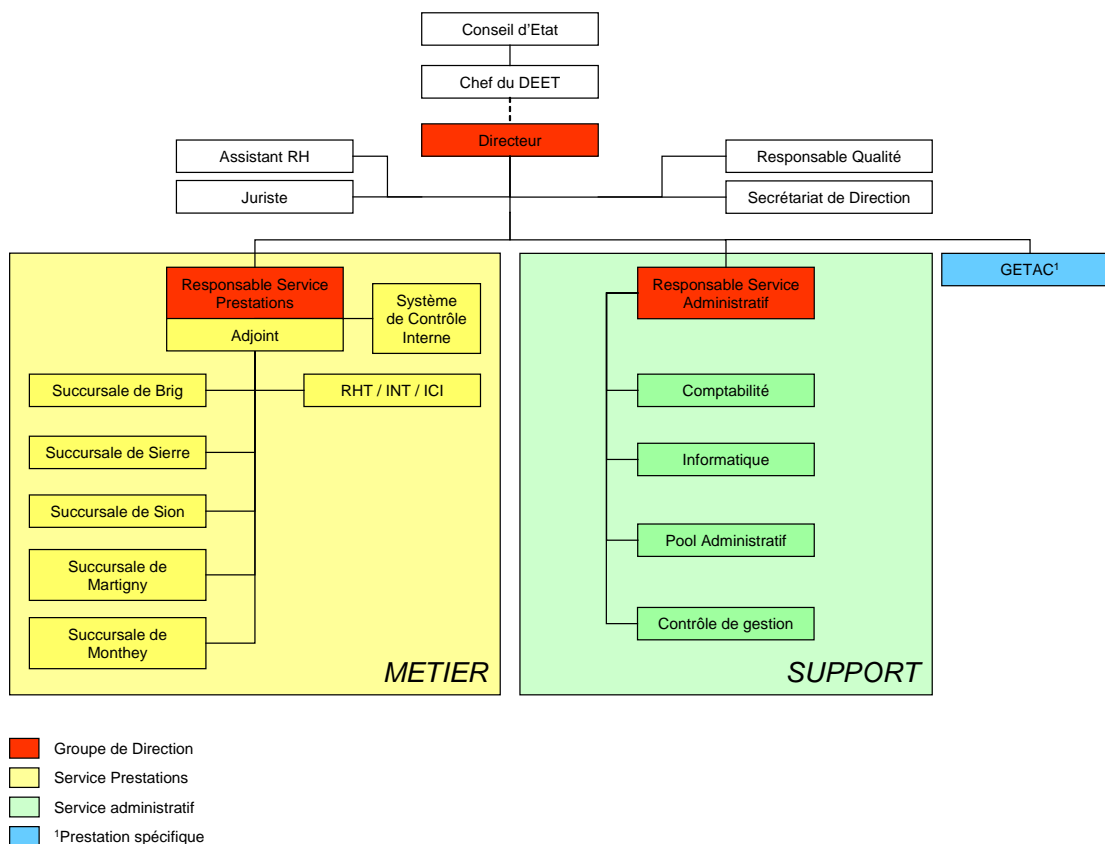 Conseil d'Etat
Chef du DEET
Directeur
Assistant RH
Responsable Qualité
Juriste
Secrétariat de Direction
Responsable Service
Prestations
Adjoint
Système
de Contrôle
Interne
Succursale de Brig
RHT / INT / ICI
Succursale de Sierre
Succursale de Sion
Succursale de
Martigny
Succursale de
Monthey
METIER
Responsable Service
Administratif
Comptabilité
Informatique
Pool Administratif
Contrôle de gestion
SUPPORT
GETAC¹
Groupe de Direction
Service Prestations
Service administratif
¹Prestation spécifique